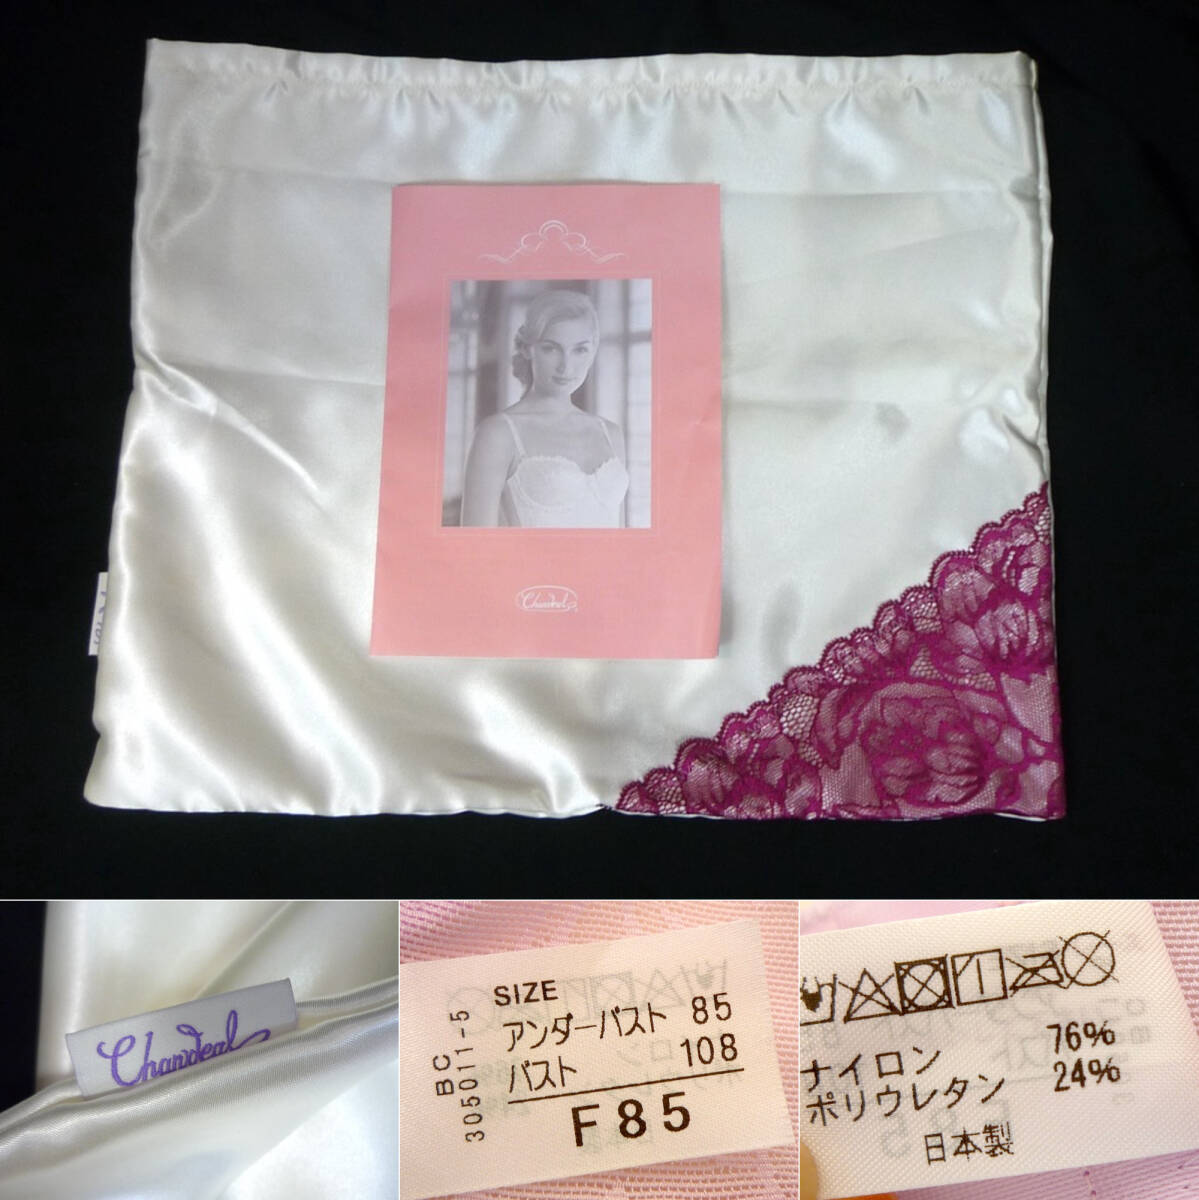 Chandeal
Chandeal
BC
305011-5
SIZE
アンダーバスト 85
バスト 108
F85
ナイロン 76%
ポリウレタン 24%
日本製